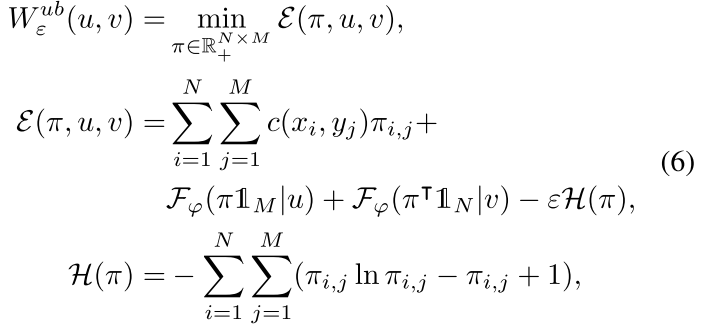 W_ε^{ub}(u, v) = min_{π∈ℝ_+^{N×M}} ℰ(π, u, v),
ℰ(π, u, v) = ∑_{i=1}^{N} ∑_{j=1}^{M} c(x_i, y_j)π_{i,j}+
(6)
ℱ_φ(π𝟙_M|u) + ℱ_φ(π^⊺𝟙_N|v) − εℋ(π),
ℋ(π) = − ∑_{i=1}^{N} ∑_{j=1}^{M} (π_{i,j} ln π_{i,j} − π_{i,j} + 1),